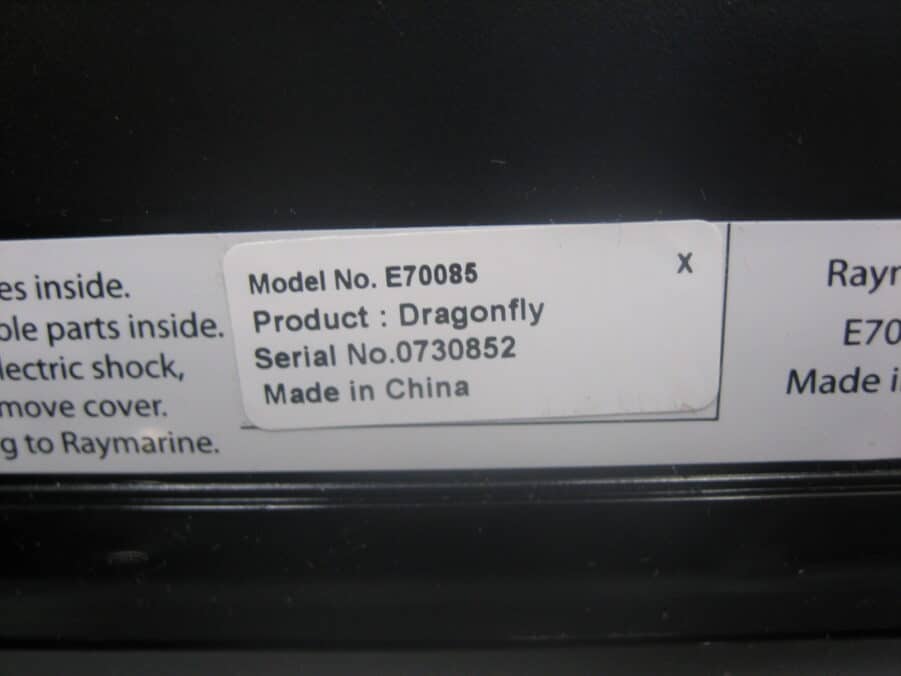 es inside.
ble parts inside.
lectric shock,
move cover.
g to Raymarine.
Model No. E70085
X
Product : Dragonfly
Serial No.0730852
Made in China
Rayr
E70
Made i